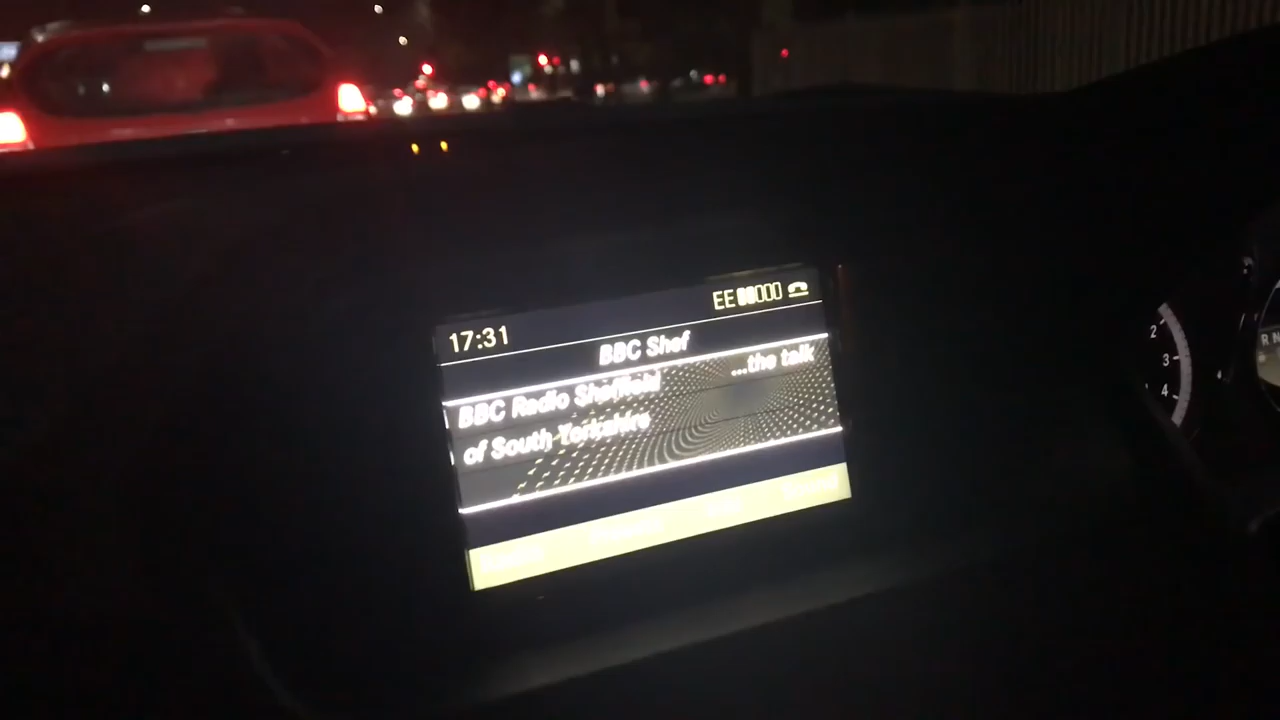 17:31 EE
BBC Shef
BBC Radio Sheffield ...the talk
of South Yorkshire
2
3
4
R N